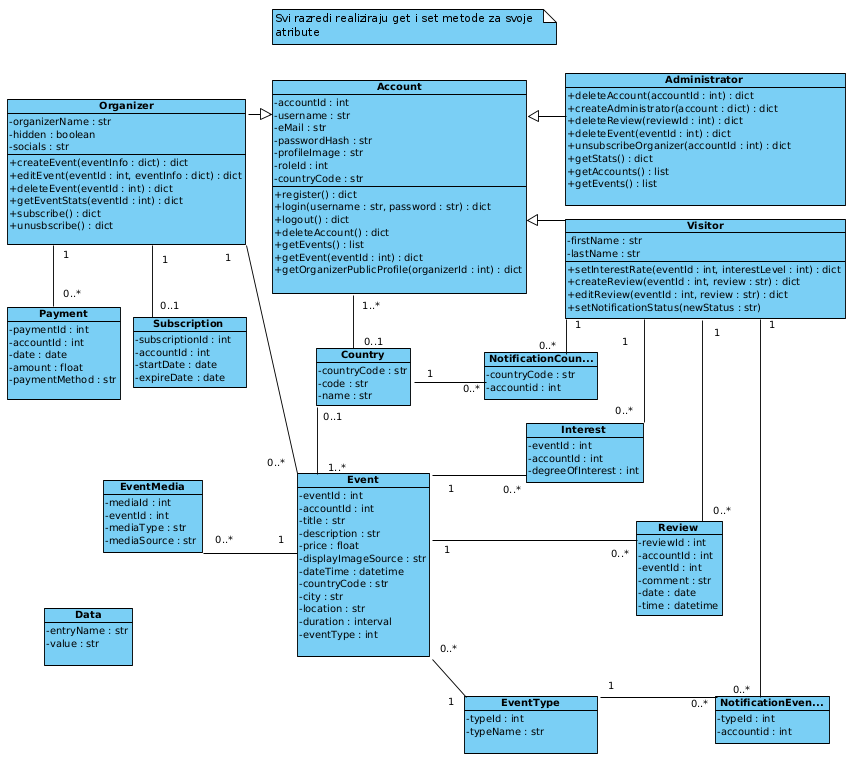 Svi razredi realiziraju get i set metode za svoje
atribute
Organizer
-organizerName : str
-hidden : boolean
-socials : str
+createEvent(eventInfo : dict) : dict
+editEvent(eventId : int, eventInfo : dict) : dict
+deleteEvent(eventId : int) : dict
+getEventStats(eventId : int) : dict
+subscribe() : dict
+unusbscribe() : dict
Account
-accountId : int
-username : str
-eMail : str
-passwordHash : str
-profileImage : str
-roleId : int
-countryCode : str
+register() : dict
+login(username : str, password : str) : dict
+logout() : dict
+deleteAccount() : dict
+getEvents() : list
+getEvent(eventId : int) : dict
+getOrganizerPublicProfile(organizerId : int) : dict
Administrator
+deleteAccount(accountId : int) : dict
+createAdministrator(account : dict) : dict
+deleteReview(reviewId : int) : dict
+deleteEvent(eventId : int) : dict
+unsubscribeOrganizer(accountId : int) : dict
+getStats() : dict
+getAccounts() : list
+getEvents() : list
Visitor
-firstName : str
-lastName : str
+setInterestRate(eventId : int, interestLevel : int) : dict
+createReview(eventId : int, review : str) : dict
+editReview(eventId : int, review : str) : dict
+setNotificationStatus(newStatus : str)
1
1
1
0..*
0..1
1..*
0..1
1
1
1
1
0..*
Payment
-paymentId : int
-accountId : int
-date : date
-amount : float
-paymentMethod : str
Subscription
-subscriptionId : int
-accountId : int
-startDate : date
-expireDate : date
Country
-countryCode : str
-code : str
-name : str
1
0..*
NotificationCoun...
-countryCode : str
-accountid : int
0..1
1..*
0..*
0..*
Interest
-eventId : int
-accountId : int
-degreeOfInterest : int
EventMedia
-mediaId : int
-eventId : int
-mediaType : str
-mediaSource : str
0..*
1
Event
-eventId : int
-accountId : int
-title : str
-description : str
-price : float
-displayImageSource : str
-dateTime : datetime
-countryCode : str
-city : str
-location : str
-duration : interval
-eventType : int
1
0..*
1
0..*
0..*
Review
-reviewId : int
-accountId : int
-eventId : int
-comment : str
-date : date
-time : datetime
Data
-entryName : str
-value : str
0..*
1
EventType
-typeId : int
-typeName : str
1
0..*
0..*
NotificationEven...
-typeId : int
-accountid : int